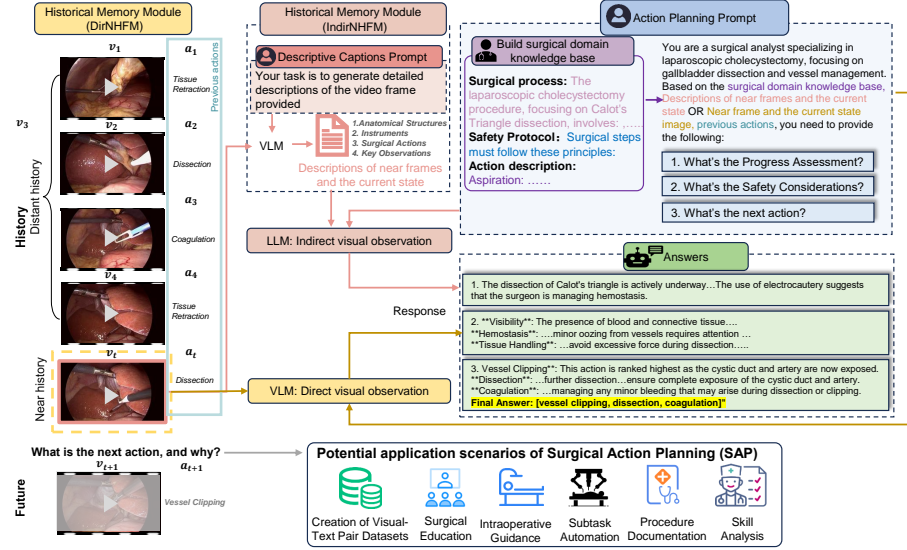 Historical Memory Module
(DirNHFM)
v₁
a₁
Tissue
Retraction
v₃
v₂
a₂
Dissection
a₃
Coagulation
v₄
a₄
Tissue
Retraction
vₜ
aₜ
Dissection
Previous actions
History
Distant history
Near history
Historical Memory Module
(IndirNHFM)
Descriptive Captions Prompt
Your task is to generate detailed
descriptions of the video frame
provided
VLM
1.Anatomical Structures
2. Instruments
3. Surgical Actions
4. Key Observations
Descriptions of near frames
and the current state
LLM: Indirect visual observation
Response
VLM: Direct visual observation
Action Planning Prompt
Build surgical domain
knowledge base
Surgical process: The
laparoscopic cholecystectomy
procedure, focusing on Calot's
Triangle dissection, involves: ,……
Safety Protocol: Surgical steps
must follow these principles:
Action description:
Aspiration: ……
You are a surgical analyst specializing in
laparoscopic cholecystectomy, focusing on
gallbladder dissection and vessel management.
Based on the surgical domain knowledge base,
Descriptions of near frames and the current
state OR Near frame and the current state
image, previous actions, you need to provide
the following:
1. What's the Progress Assessment?
2. What's the Safety Considerations?
3. What's the next action?
Answers
1. The dissection of Calot's triangle is actively underway…The use of electrocautery suggests
that the surgeon is managing hemostasis.
2. **Visibility**: The presence of blood and connective tissue….
**Hemostasis**: ….minor oozing from vessels requires attention …
**Tissue Handling**: …avoid excessive force during dissection…..
3. Vessel Clipping**: This action is ranked highest as the cystic duct and artery are now exposed.
**Dissection**: …further dissection…ensure complete exposure of the cystic duct and artery.
**Coagulation**: …managing any minor bleeding that may arise during dissection or clipping.
Final Answer: [vessel clipping, dissection, coagulation]"
What is the next action, and why?
Future
vₜ₊₁
aₜ₊₁
Vessel Clipping
Potential application scenarios of Surgical Action Planning (SAP)
Creation of Visual-
Text Pair Datasets
Surgical
Education
Intraoperative
Guidance
Subtask
Automation
Procedure
Documentation
Skill
Analysis